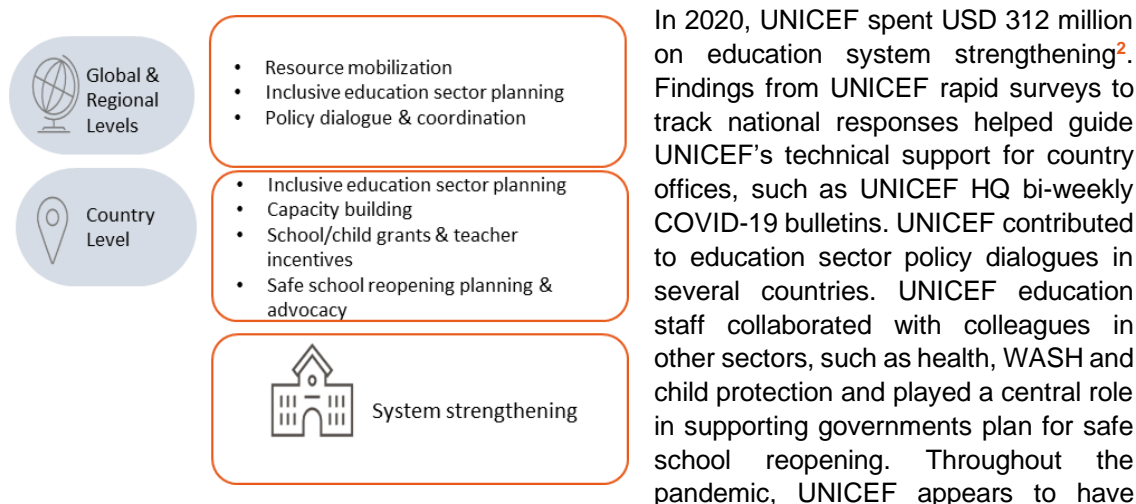 Global &
Regional
Levels
• Resource mobilization
• Inclusive education sector planning
• Policy dialogue & coordination
Country
Level
• Inclusive education sector planning
• Capacity building
• School/child grants & teacher
incentives
• Safe school reopening planning &
advocacy
System strengthening
In 2020, UNICEF spent USD 312 million
on education system strengthening².
Findings from UNICEF rapid surveys to
track national responses helped guide
UNICEF's technical support for country
offices, such as UNICEF HQ bi-weekly
COVID-19 bulletins. UNICEF contributed
to education sector policy dialogues in
several countries. UNICEF education
staff collaborated with colleagues in
other sectors, such as health, WASH and
child protection and played a central role
in supporting governments plan for safe
school reopening. Throughout the
pandemic, UNICEF appears to have